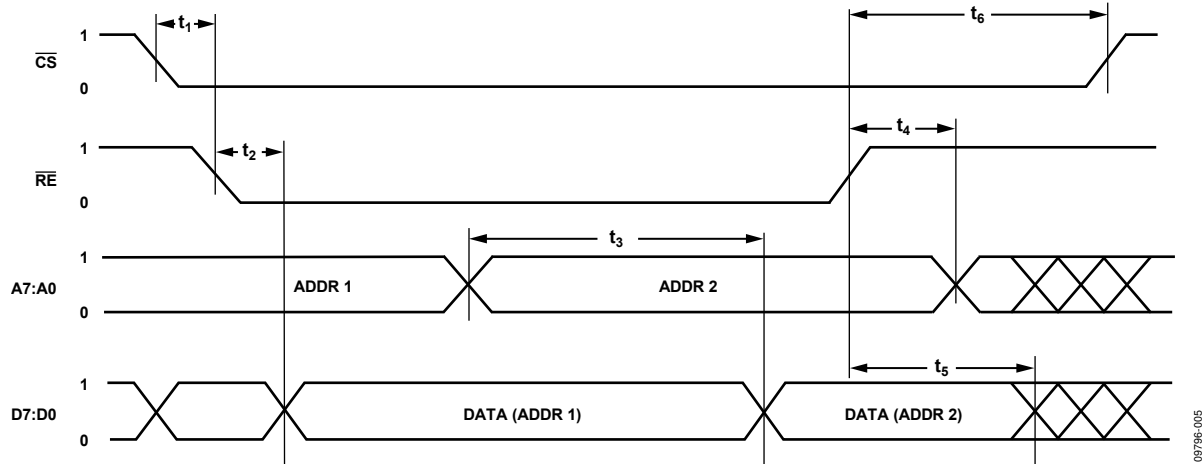 t1
t6
1
CS
0
t4
1
t2
RE
0
t3
1
A7:A0
ADDR 1
ADDR 2
0
t5
1
D7:D0
DATA (ADDR 1)
DATA (ADDR 2)
0
09796-005